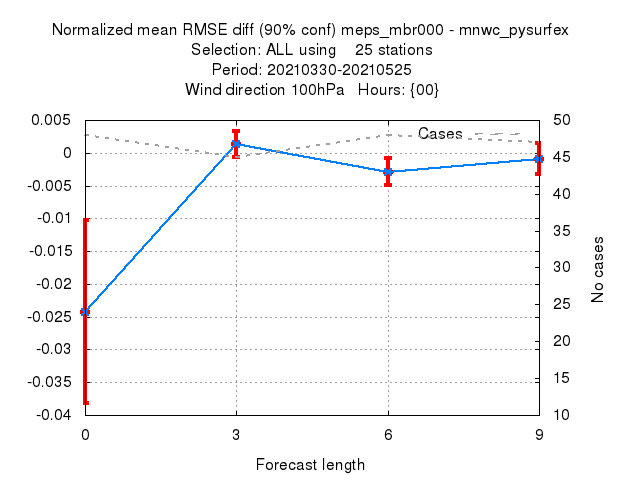 Normalized mean RMSE diff (90% conf) meps_mbr000 - mnwc_pysurfex
Selection: ALL using    25 stations
Period: 20210330-20210525
Wind direction 100hPa   Hours: {00}
0.005
0
-0.005
-0.01
-0.015
-0.02
-0.025
-0.03
-0.035
-0.04
Cases
50
45
40
35
30
25
20
15
10
No cases
0 3 6 9
Forecast length